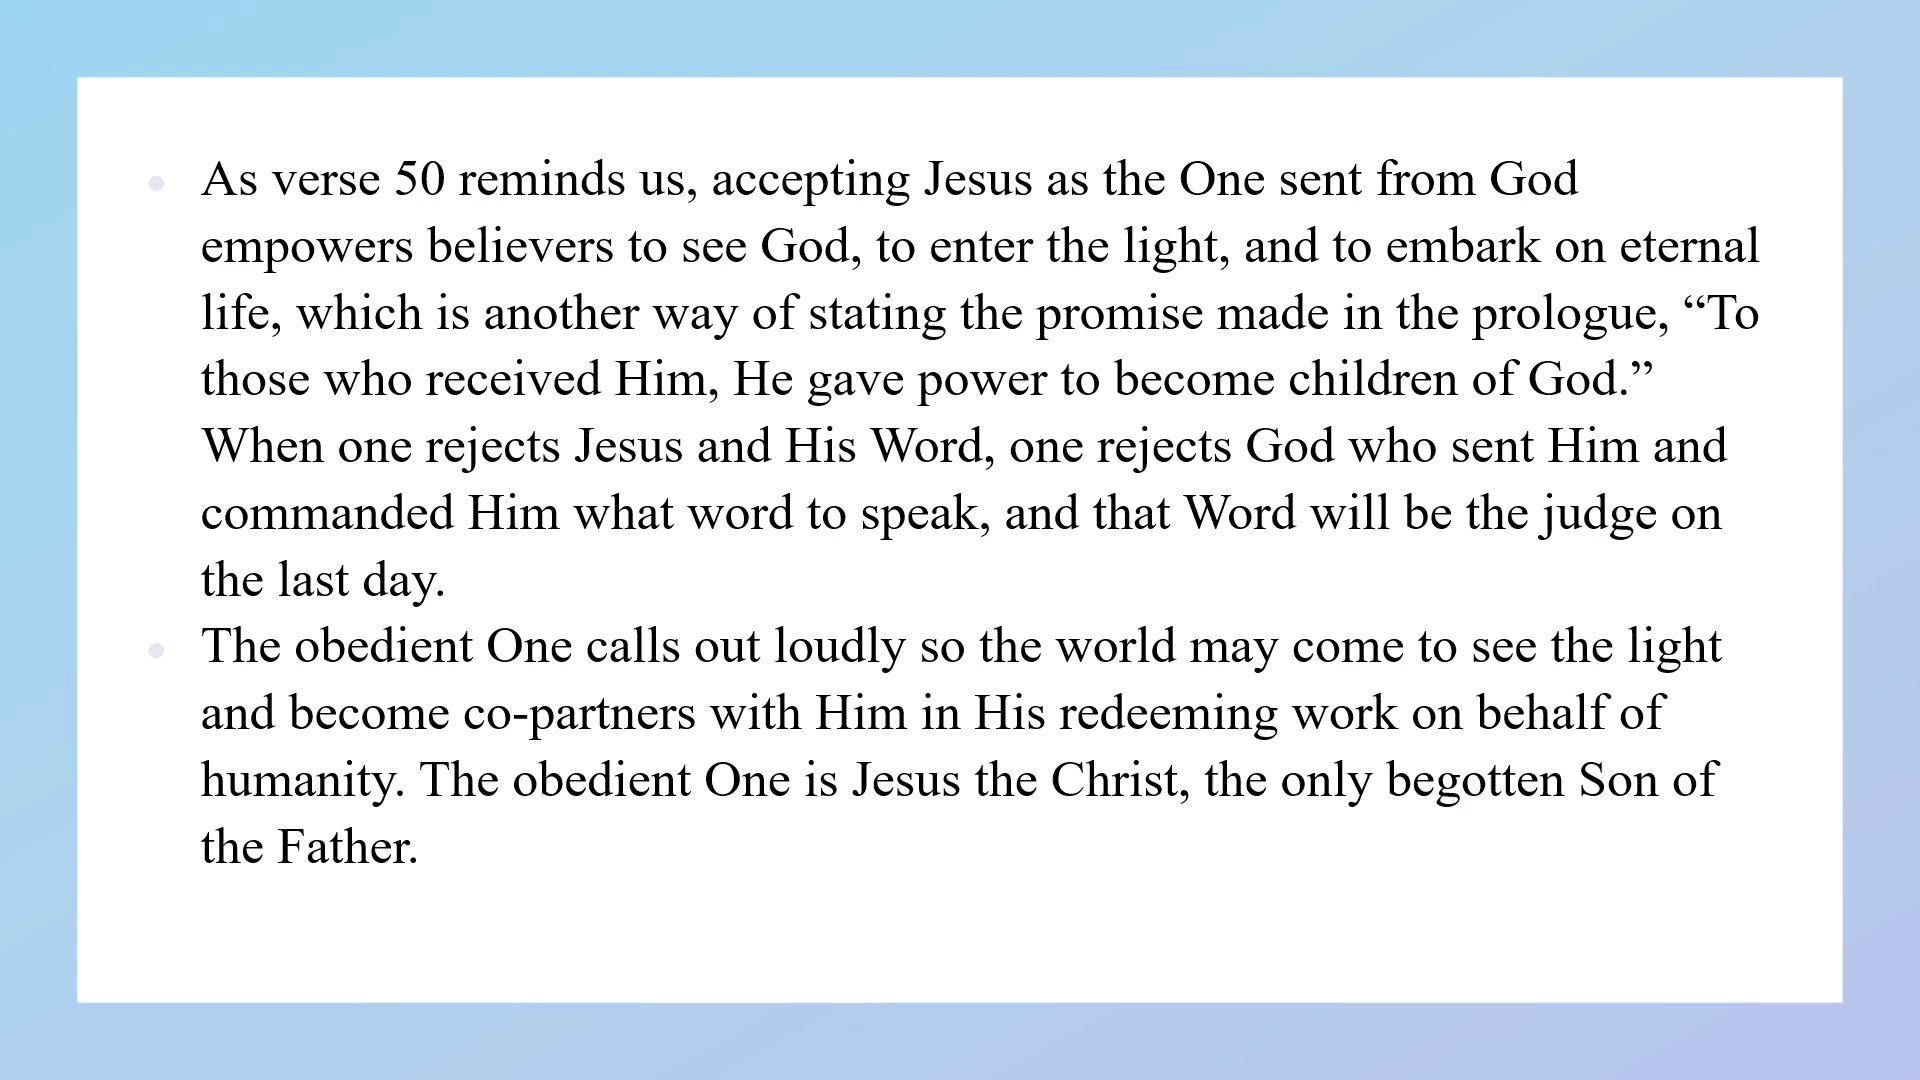 As verse 50 reminds us, accepting Jesus as the One sent from God
empowers believers to see God, to enter the light, and to embark on eternal
life, which is another way of stating the promise made in the prologue, “To
those who received Him, He gave power to become children of God.”
When one rejects Jesus and His Word, one rejects God who sent Him and
commanded Him what word to speak, and that Word will be the judge on
the last day.
The obedient One calls out loudly so the world may come to see the light
and become co-partners with Him in His redeeming work on behalf of
humanity. The obedient One is Jesus the Christ, the only begotten Son of
the Father.